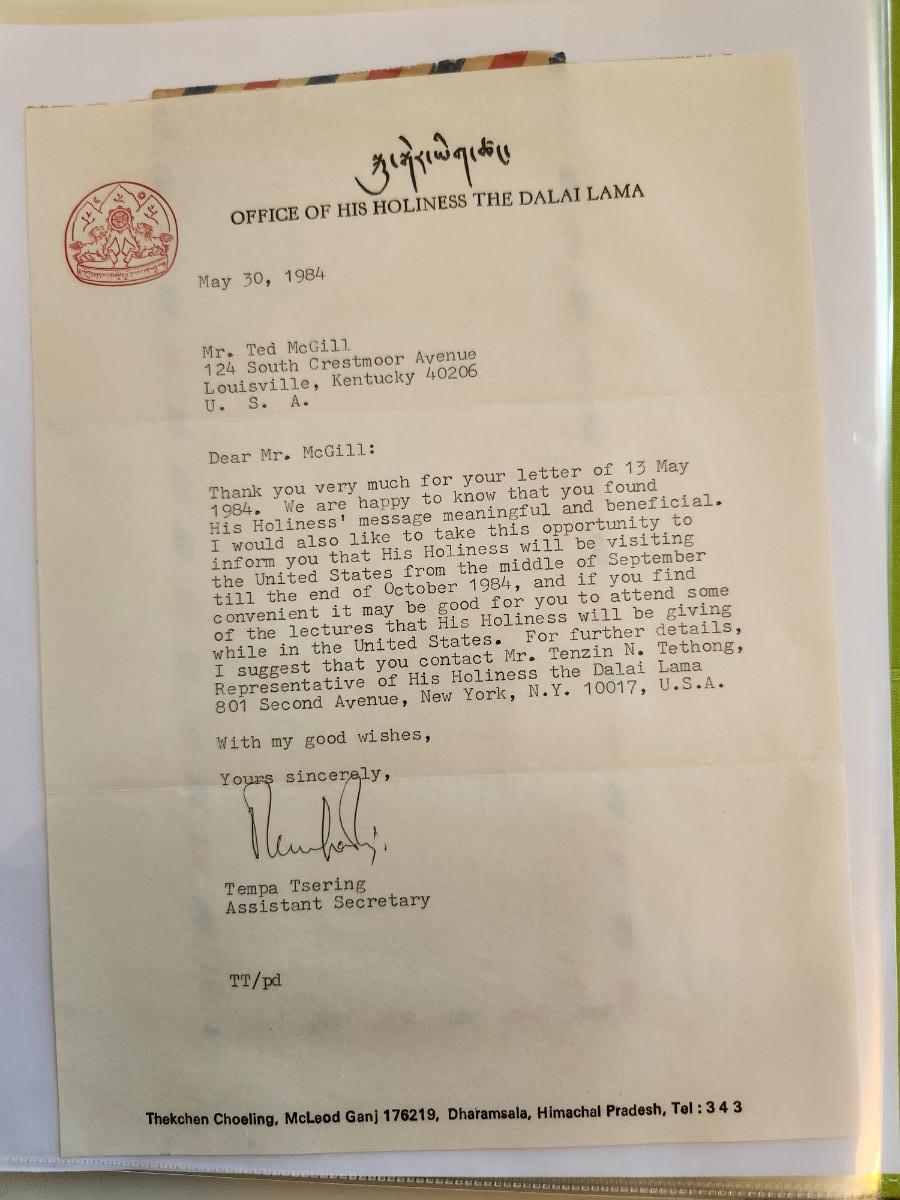 OFFICE OF HIS HOLINESS THE DALAI LAMA
May 30, 1984
Mr. Ted McGill
124 South Crestmoor Avenue
Louisville, Kentucky 40206
U. S. A.
Dear Mr. McGill:
Thank you very much for your letter of 13 May
1984. We are happy to know that you found
His Holiness' message meaningful and beneficial.
I would also like to take this opportunity to
inform you that His Holiness will be visiting
the United States from the middle of September
till the end of October 1984, and if you find
convenient it may be good for you to attend some
of the lectures that His Holiness will be giving
while in the United States. For further details,
I suggest that you contact Mr. Tenzin N. Tethong,
Representative of His Holiness the Dalai Lama
801 Second Avenue, New York, N.Y. 10017, U.S.A.
With my good wishes,
Yours sincerely,
Tempa Tsering
Assistant Secretary
TT/pd
Thekchen Choeling, McLeod Ganj 176219, Dharamsala, Himachal Pradesh, Tel : 3 4 3